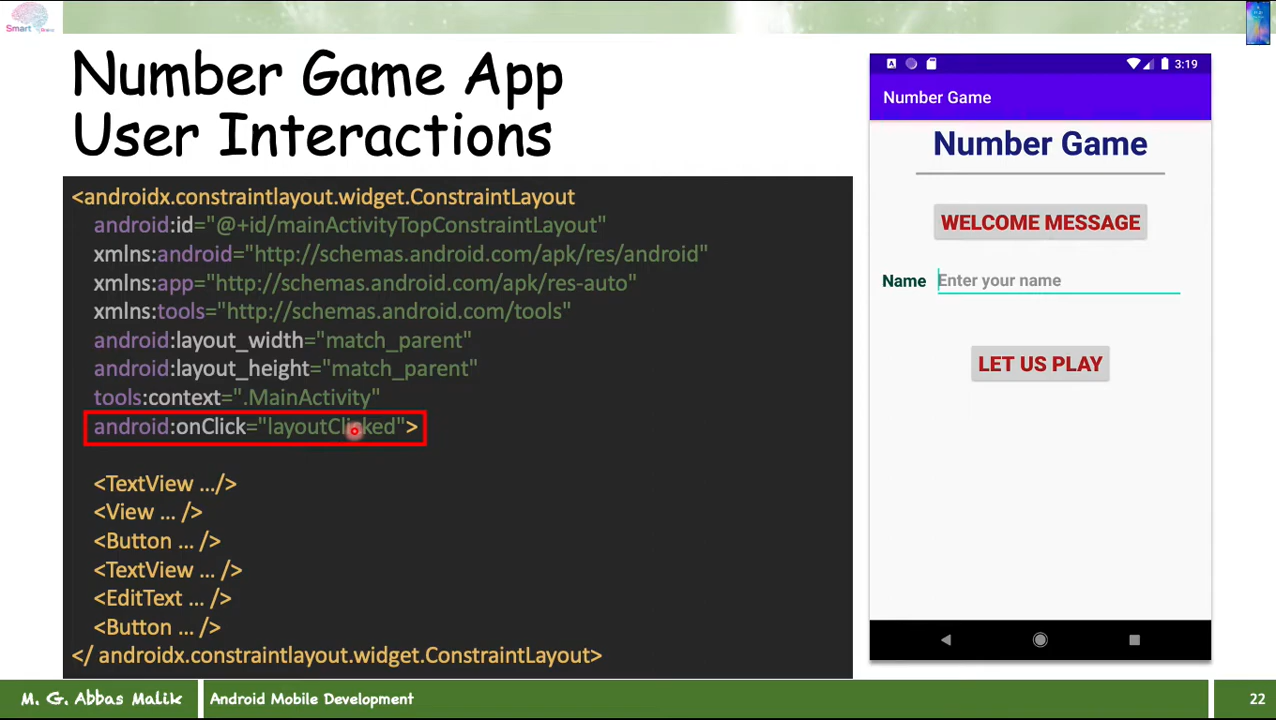 Smart
Number Game App
User Interactions
<androidx.constraintlayout.widget.ConstraintLayout
android:id="@+id/mainActivityTopConstraintLayout"
xmlns:android="http://schemas.android.com/apk/res/android"
xmlns:app="http://schemas.android.com/apk/res-auto"
xmlns:tools="http://schemas.android.com/tools"
android:layout_width="match_parent"
android:layout_height="match_parent"
tools:context=".MainActivity"
android:onClick="layoutClicked">
<TextView .../>
<View ... />
<Button ... />
<TextView ... />
<EditText ... />
<Button ... />
</ androidx.constraintlayout.widget.ConstraintLayout>
3:19
Number Game
Number Game
WELCOME MESSAGE
Name Enter your name
LET US PLAY
M. G. Abbas Malik
Android Mobile Development
22